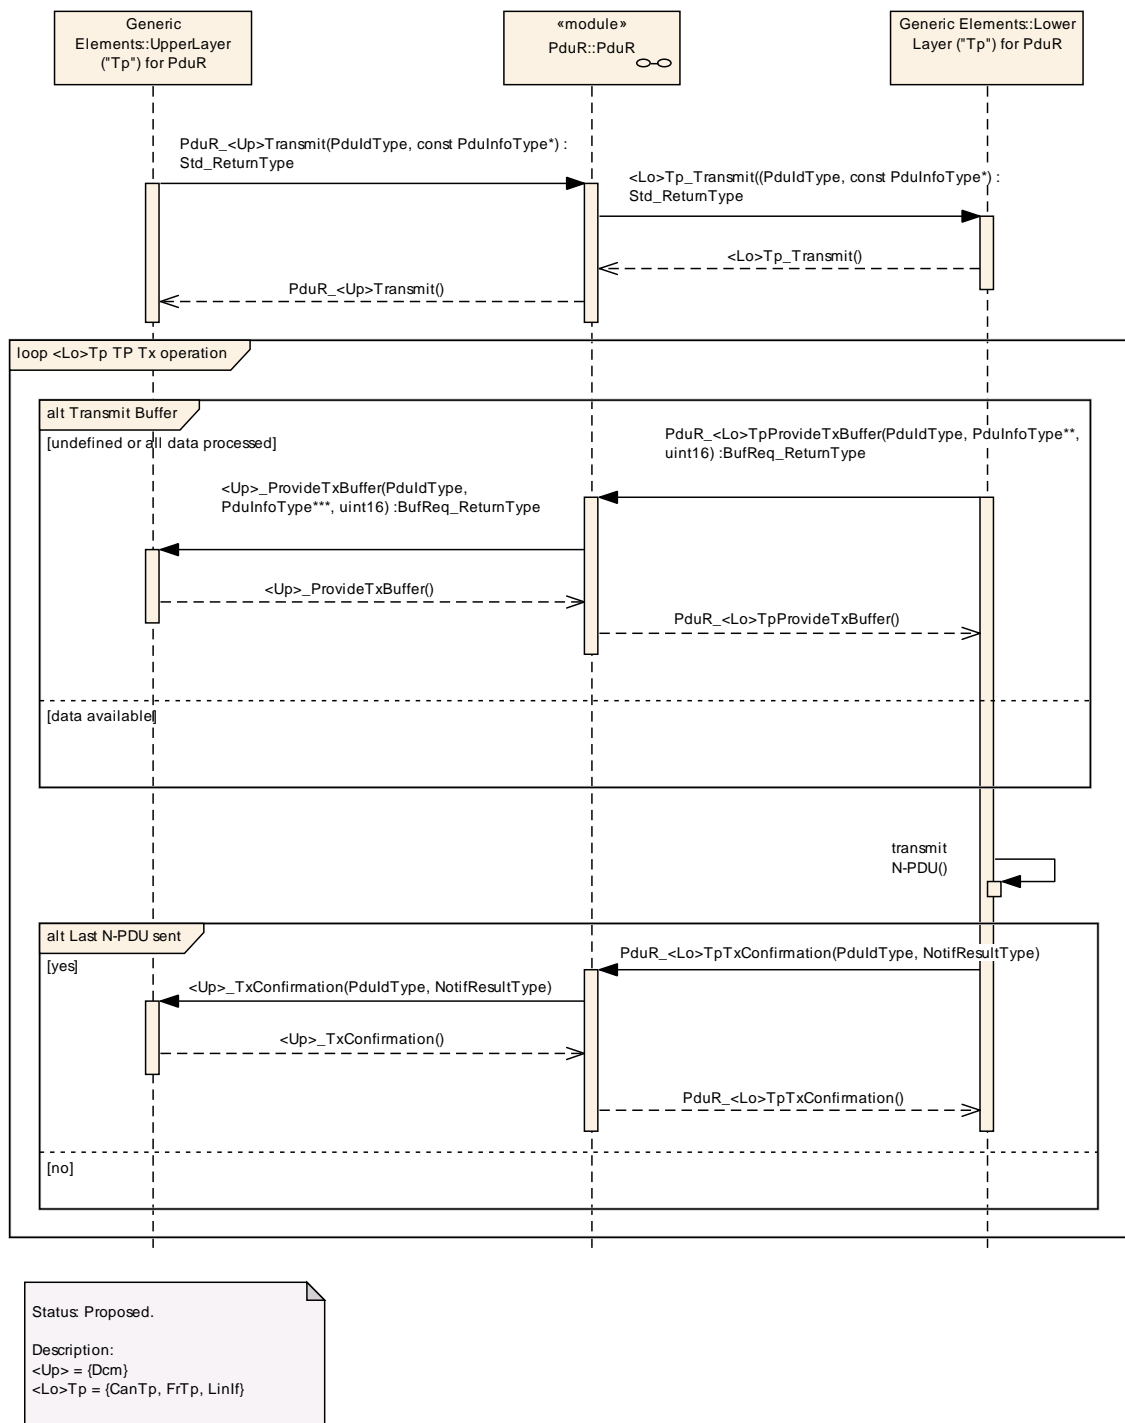 Generic
Elements::UpperLayer
("Tp") for PduR
«module»
PduR::PduR
Generic Elements::Lower
Layer ("Tp") for PduR
PduR_<Up>Transmit(PduIdType, const PduInfoType*) :
Std_ReturnType
<Lo>Tp_Transmit((PduIdType, const PduInfoType*) :
Std_ReturnType
<Lo>Tp_Transmit()
PduR_<Up>Transmit()
loop <Lo>Tp TP Tx operation
alt Transmit Buffer
[undefined or all data processed]
PduR_<Lo>TpProvideTxBuffer(PduIdType, PduInfoType**,
uint16) :BufReq_ReturnType
<Up>_ProvideTxBuffer(PduIdType,
PduInfoType***, uint16) :BufReq_ReturnType
<Up>_ProvideTxBuffer()
PduR_<Lo>TpProvideTxBuffer()
[data available]
transmit
N-PDU()
alt Last N-PDU sent
[yes]
PduR_<Lo>TpTxConfirmation(PduIdType, NotifResultType)
<Up>_TxConfirmation(PduIdType, NotifResultType)
<Up>_TxConfirmation()
PduR_<Lo>TpTxConfirmation()
[no]
Status: Proposed.
Description:
<Up> = {Dcm}
<Lo>Tp = {CanTp, FrTp, LinIf}